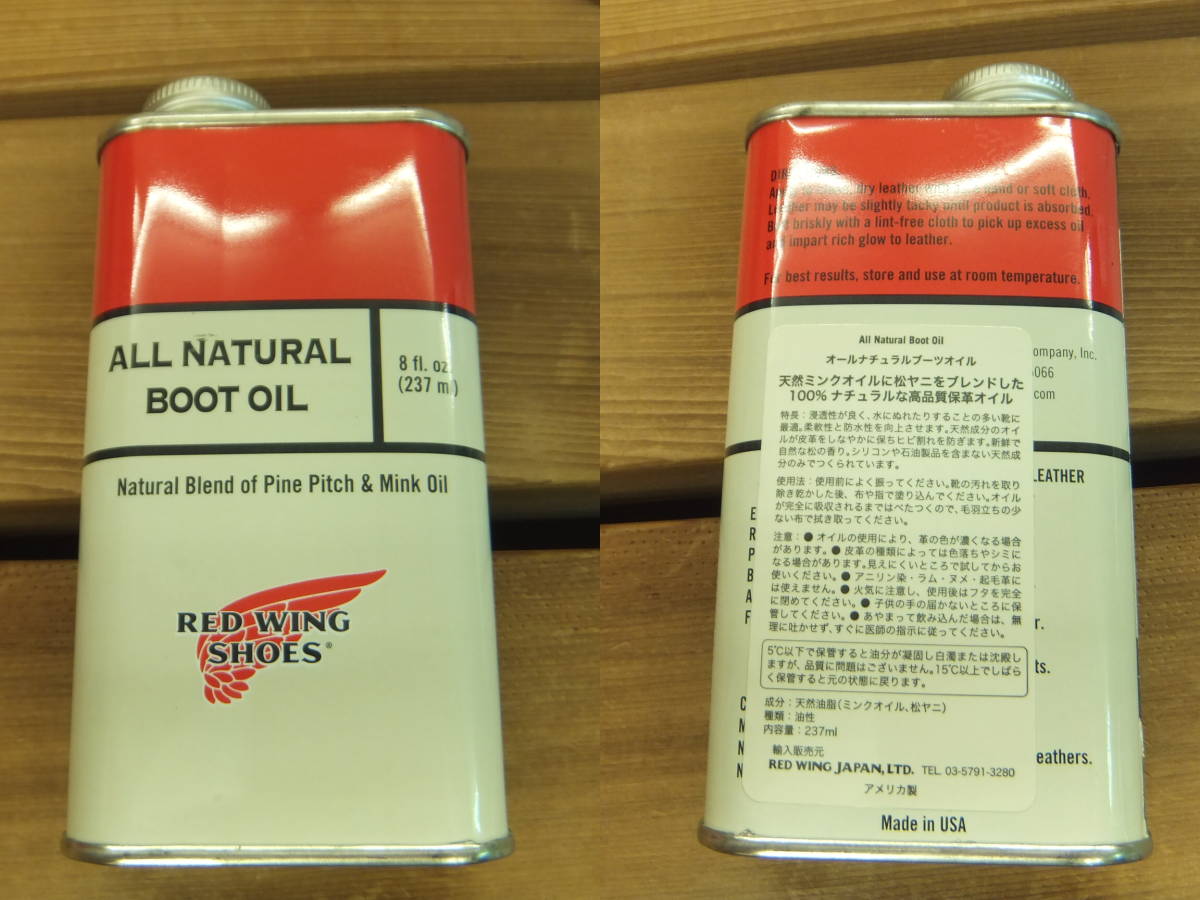 ALL NATURAL
BOOT OIL
8 fl. oz.
(237 ml)
Natural Blend of Pine Pitch & Mink Oil
RED WING
SHOES®
dry leather with hand or soft cloth.
Leather may be slightly tacky until product is absorbed.
Buff briskly with a lint-free cloth to pick up excess oil
and impart rich glow to leather.
For best results, store and use at room temperature.
ompany, Inc.
066
.com
LEATHER
E
R
P
B
A
F
r.
ts.
C
M
N
N
eathers.
All Natural Boot Oil
オールナチュラルブーツオイル
天然ミンクオイルに松ヤニをブレンドした
100% ナチュラルな高品質保革オイル
特長：浸透性が良く、水にぬれたりすることの多い靴に
最適。柔軟性と防水性を向上させます。天然成分のオイ
ルが皮革をしなやかに保ちヒビ割れを防ぎます。新鮮で
自然な松の香り。シリコンや石油製品を含まない天然成
分のみでつくられています。
使用法：使用前によく振ってください。靴の汚れを取り
除き乾かした後、布や指で塗り込んでください。オイル
が完全に吸収されるまではべたつくので、毛羽立ちの少
ない布で拭き取ってください。
注意：● オイルの使用により、革の色が濃くなる場合
があります。● 皮革の種類によっては色落ちやシミに
なる場合があります。見えにくいところで試してからお
使いください。● アニリン染・ラム・ヌメ・起毛革に
は使えません。● 火気に注意し、使用後はフタを完全
に閉めてください。● 子供の手の届かないところに保
管してください。● あやまって飲み込んだ場合は、無
理に吐かせず、すぐに医師の指示に従ってください。
5℃以下で保管すると油分が凝固し白濁または沈殿し
ますが、品質に問題はございません。15℃以上でしばら
く保管すると元の状態に戻ります。
成分：天然油脂（ミンクオイル、松ヤニ）
種類：油性
内容量：237ml
輸入販売元
RED WING JAPAN, LTD. TEL. 03-5791-3280
アメリカ製
Made in USA